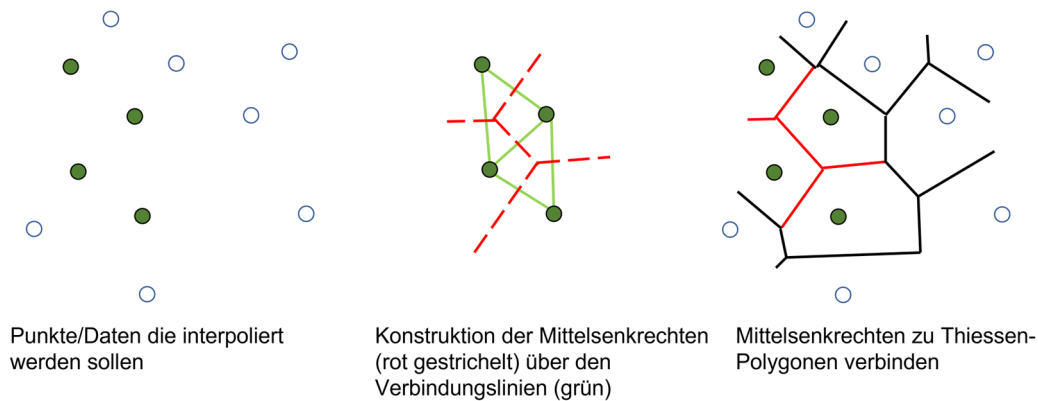 Punkte/Daten die interpoliert
werden sollen
Konstruktion der Mittelsenkrechten
(rot gestrichelt) über den
Verbindungslinien (grün)
Mittelsenkrechten zu Thiessen-
Polygonen verbinden